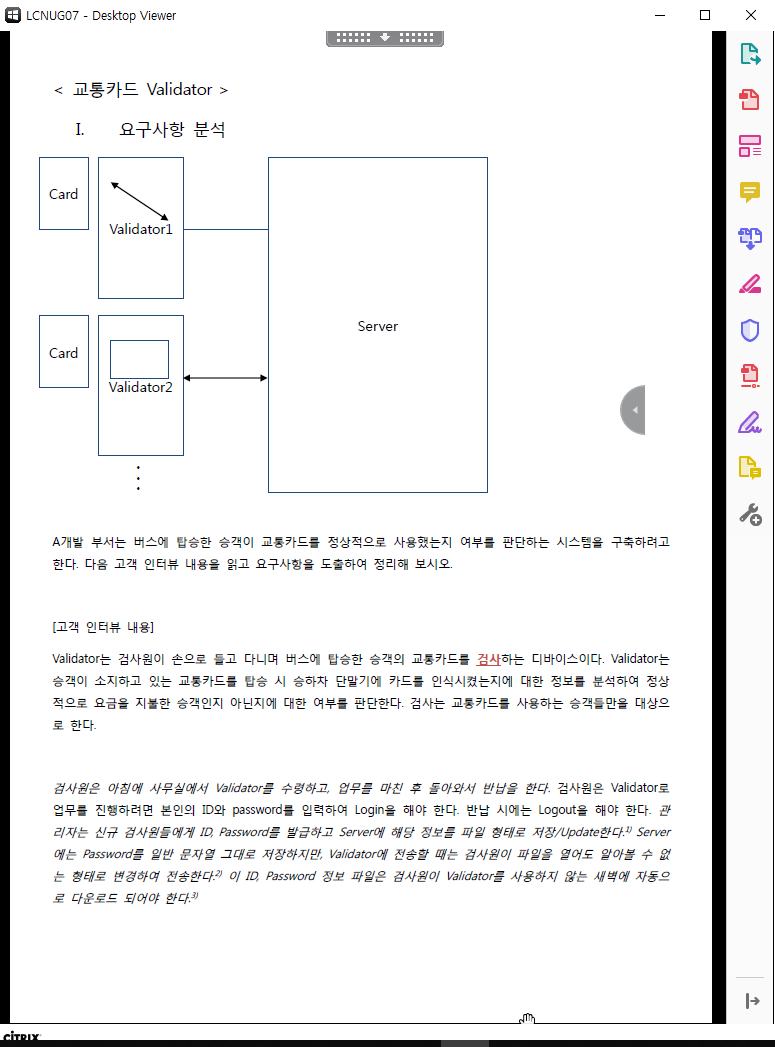 LCNUG07 - Desktop Viewer
< 교통카드 Validator >
I. 요구사항 분석
Card
Validator1
Server
Card
Validator2
A개발 부서는 버스에 탑승한 승객이 교통카드를 정상적으로 사용했는지 여부를 판단하는 시스템을 구축하려고
한다. 다음 고객 인터뷰 내용을 읽고 요구사항을 도출하여 정리해 보시오.
[고객 인터뷰 내용]
Validator는 검사원이 손으로 들고 다니며 버스에 탑승한 승객의 교통카드를 검사하는 디바이스이다. Validator는
승객이 소지하고 있는 교통카드를 탑승 시 승하차 단말기에 카드를 인식시켰는지에 대한 정보를 분석하여 정상
적으로 요금을 지불한 승객인지 아닌지에 대한 여부를 판단한다. 검사는 교통카드를 사용하는 승객들만을 대상으
로 한다.
검사원은 아침에 사무실에서 Validator를 수령하고, 업무를 마친 후 돌아와서 반납을 한다. 검사원은 Validator로
업무를 진행하려면 본인의 ID와 password를 입력하여 Login을 해야 한다. 반납 시에는 Logout을 해야 한다. 관
리자는 신규 검사원들에게 ID, Password를 발급하고 Server에 해당 정보를 파일 형태로 저장/Update한다.1) Server
에는 Password를 일반 문자열 그대로 저장하지만, Validator에 전송할 때는 검사원이 파일을 열어도 알아볼 수 없
는 형태로 변경하여 전송한다.2) 이 ID, Password 정보 파일은 검사원이 Validator를 사용하지 않는 새벽에 자동으
로 다운로드 되어야 한다.3)
CITRIX